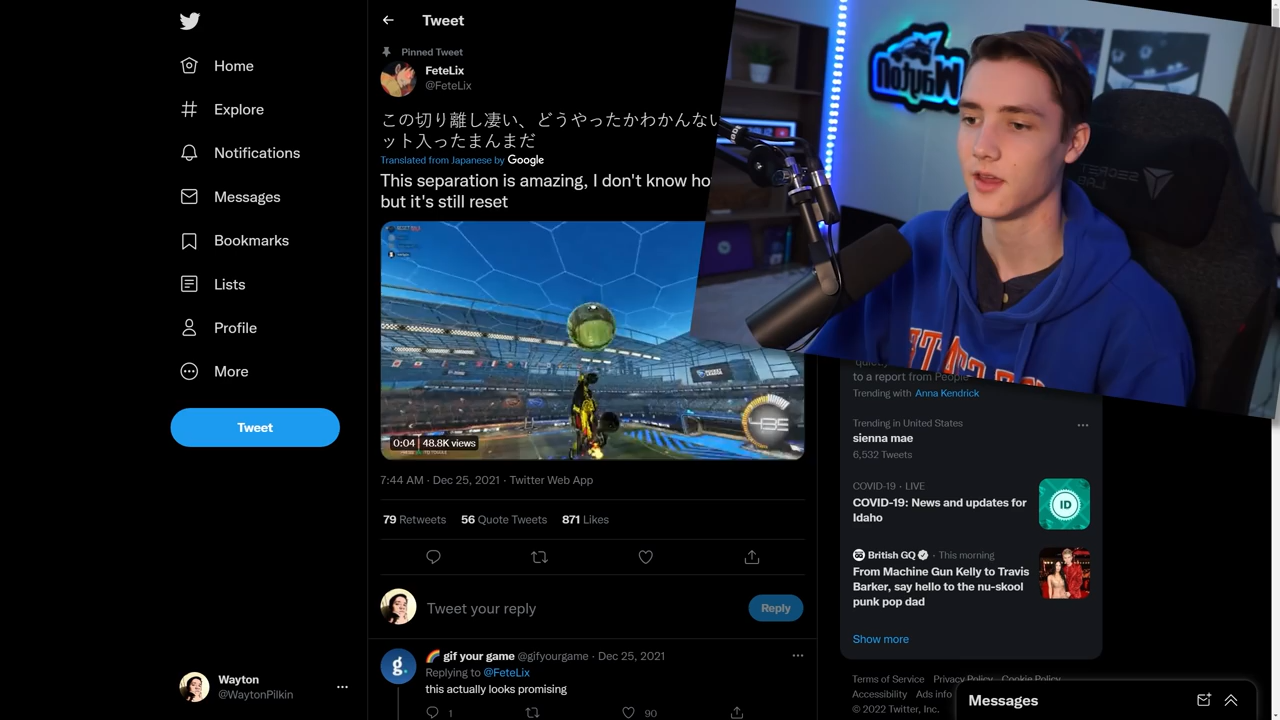 Tweet
Home
Explore
Notifications
Messages
Bookmarks
Lists
Profile
More
Tweet
Pinned Tweet
FeteLix
@FeteLix
この切り離し凄い、どうやったかわかんない
ット入ったまんまだ
Translated from Japanese by Google
This separation is amazing, I don't know ho
but it's still reset
0:04 48.8K views
7:44 AM · Dec 25, 2021 · Twitter Web App
79 Retweets 56 Quote Tweets 871 Likes
Tweet your reply
Reply
gif your game @gifyourgame · Dec 25, 2021
Replying to @FeteLix
this actually looks promising
1 90
Wayton
@WaytonPilkin
Wayton
SECRET
LAB
to a report from People
Trending with Anna Kendrick
Trending in United States
sienna mae
6,532 Tweets
COVID-19 · LIVE
COVID-19: News and updates for
Idaho
ID
British GQ · This morning
From Machine Gun Kelly to Travis
Barker, say hello to the nu-skool
punk pop dad
Show more
Terms of Service Privacy Policy Cookie Policy
Accessibility Ads info
© 2022 Twitter, Inc.
Messages